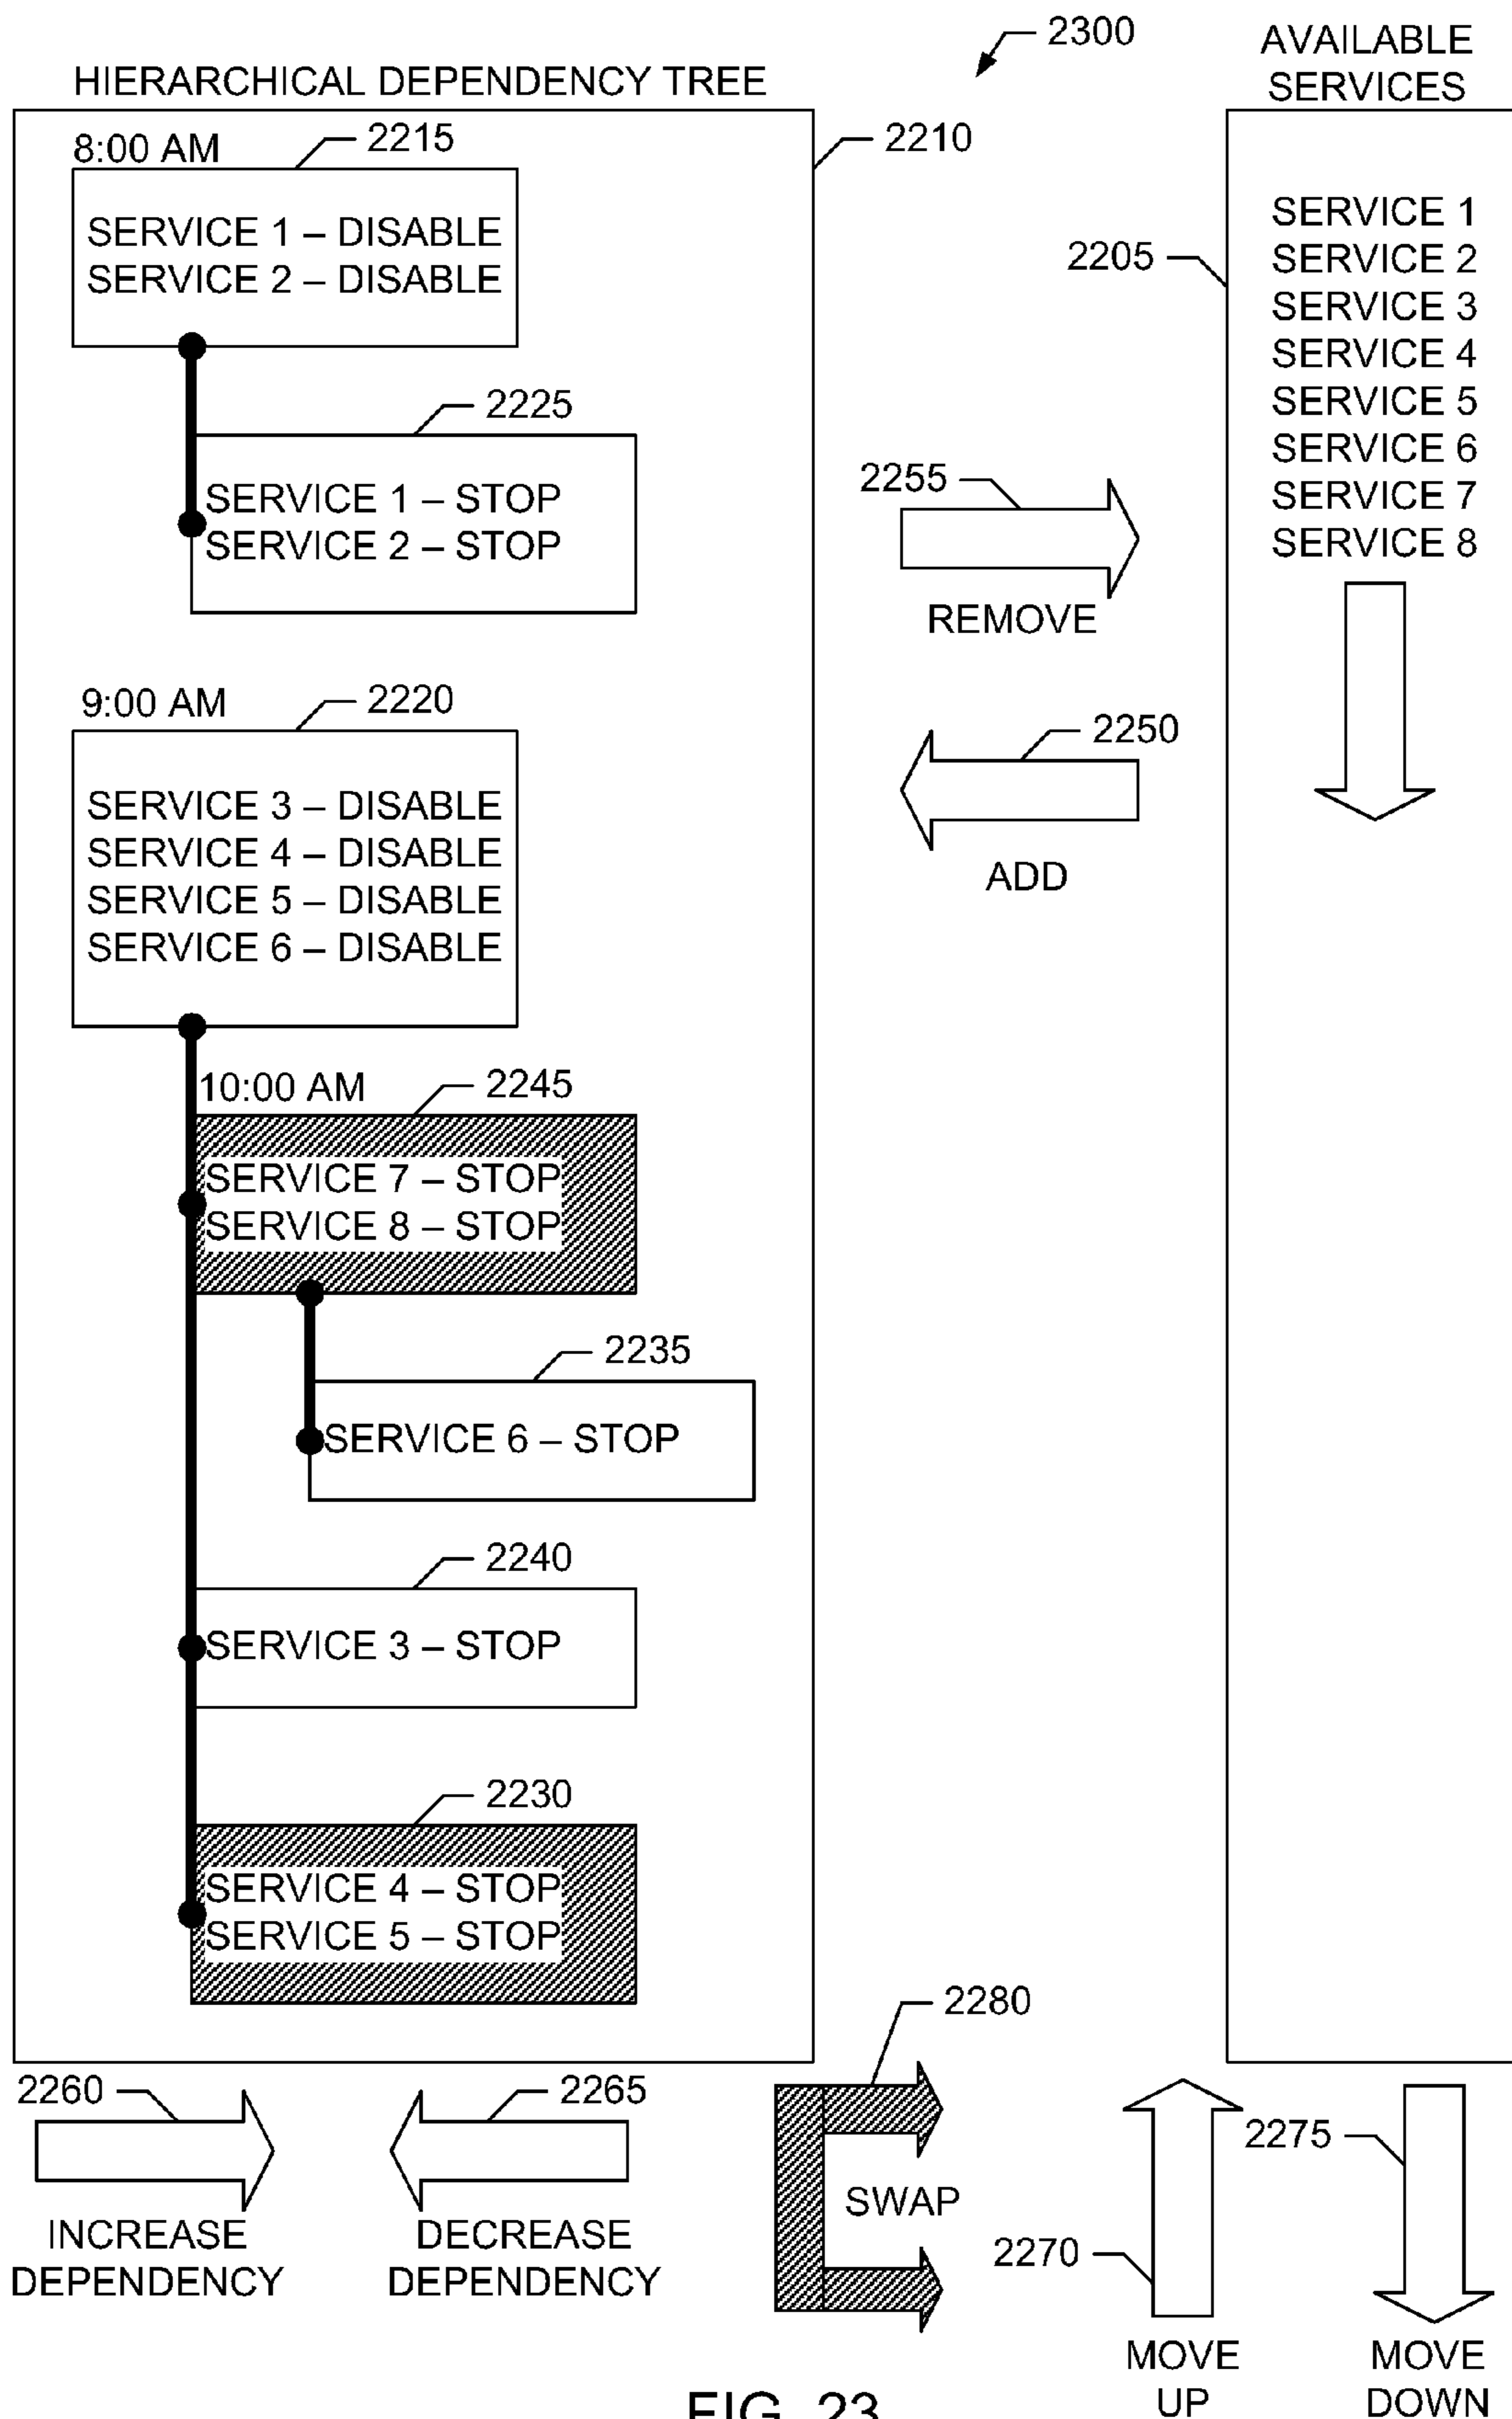 2300
AVAILABLE
SERVICES
HIERARCHICAL DEPENDENCY TREE
2210
8:00 AM
2215
SERVICE 1 – DISABLE
SERVICE 2 – DISABLE
2225
SERVICE 1 – STOP
SERVICE 2 – STOP
9:00 AM
2220
SERVICE 3 – DISABLE
SERVICE 4 – DISABLE
SERVICE 5 – DISABLE
SERVICE 6 – DISABLE
10:00 AM
2245
SERVICE 7 – STOP
SERVICE 8 – STOP
2235
SERVICE 6 – STOP
2240
SERVICE 3 – STOP
2230
SERVICE 4 – STOP
SERVICE 5 – STOP
2255
REMOVE
2250
ADD
2205
SERVICE 1
SERVICE 2
SERVICE 3
SERVICE 4
SERVICE 5
SERVICE 6
SERVICE 7
SERVICE 8
2260
INCREASE
DEPENDENCY
2265
DECREASE
DEPENDENCY
2280
SWAP
2270
MOVE
UP
2275
MOVE
DOWN
FIG. 23